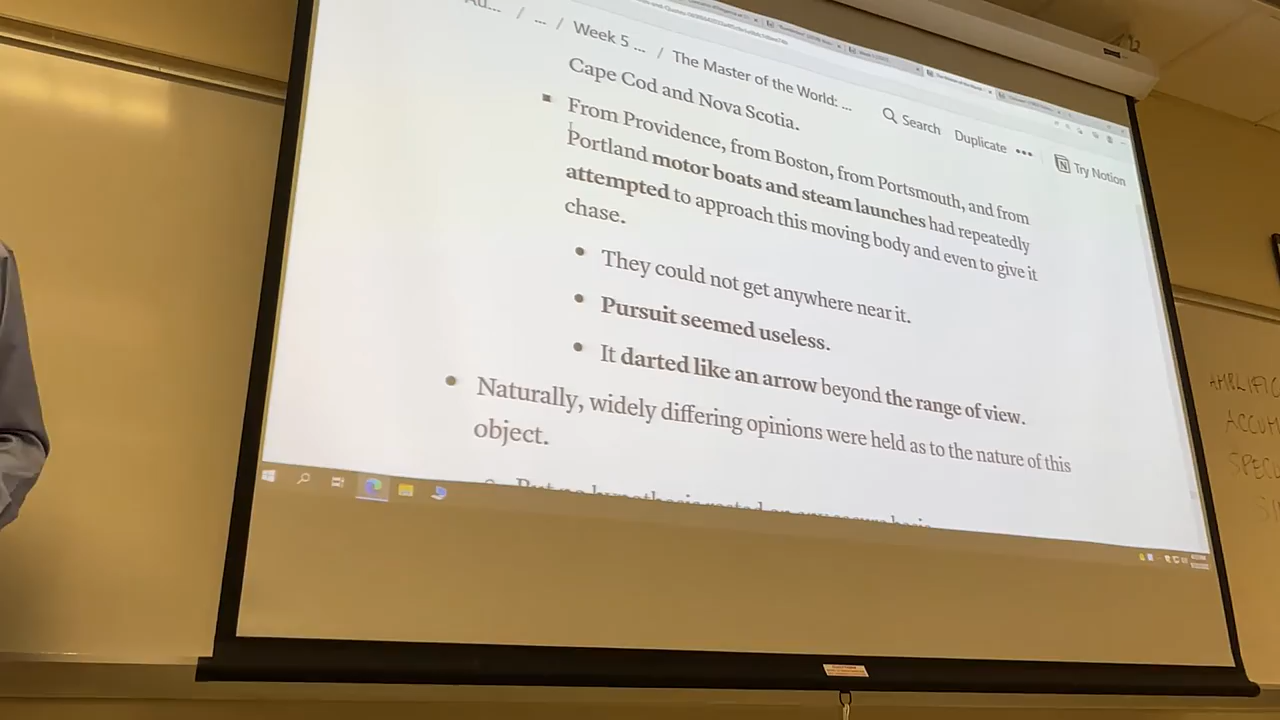 / ... / Week 5 ... / The Master of the World: ...
Search Duplicate ••• Try Notion
Cape Cod and Nova Scotia.
From Providence, from Boston, from Portsmouth, and from
Portland motor boats and steam launches had repeatedly
attempted to approach this moving body and even to give it
chase.
They could not get anywhere near it.
Pursuit seemed useless.
It darted like an arrow beyond the range of view.
Naturally, widely differing opinions were held as to the nature of this
object.